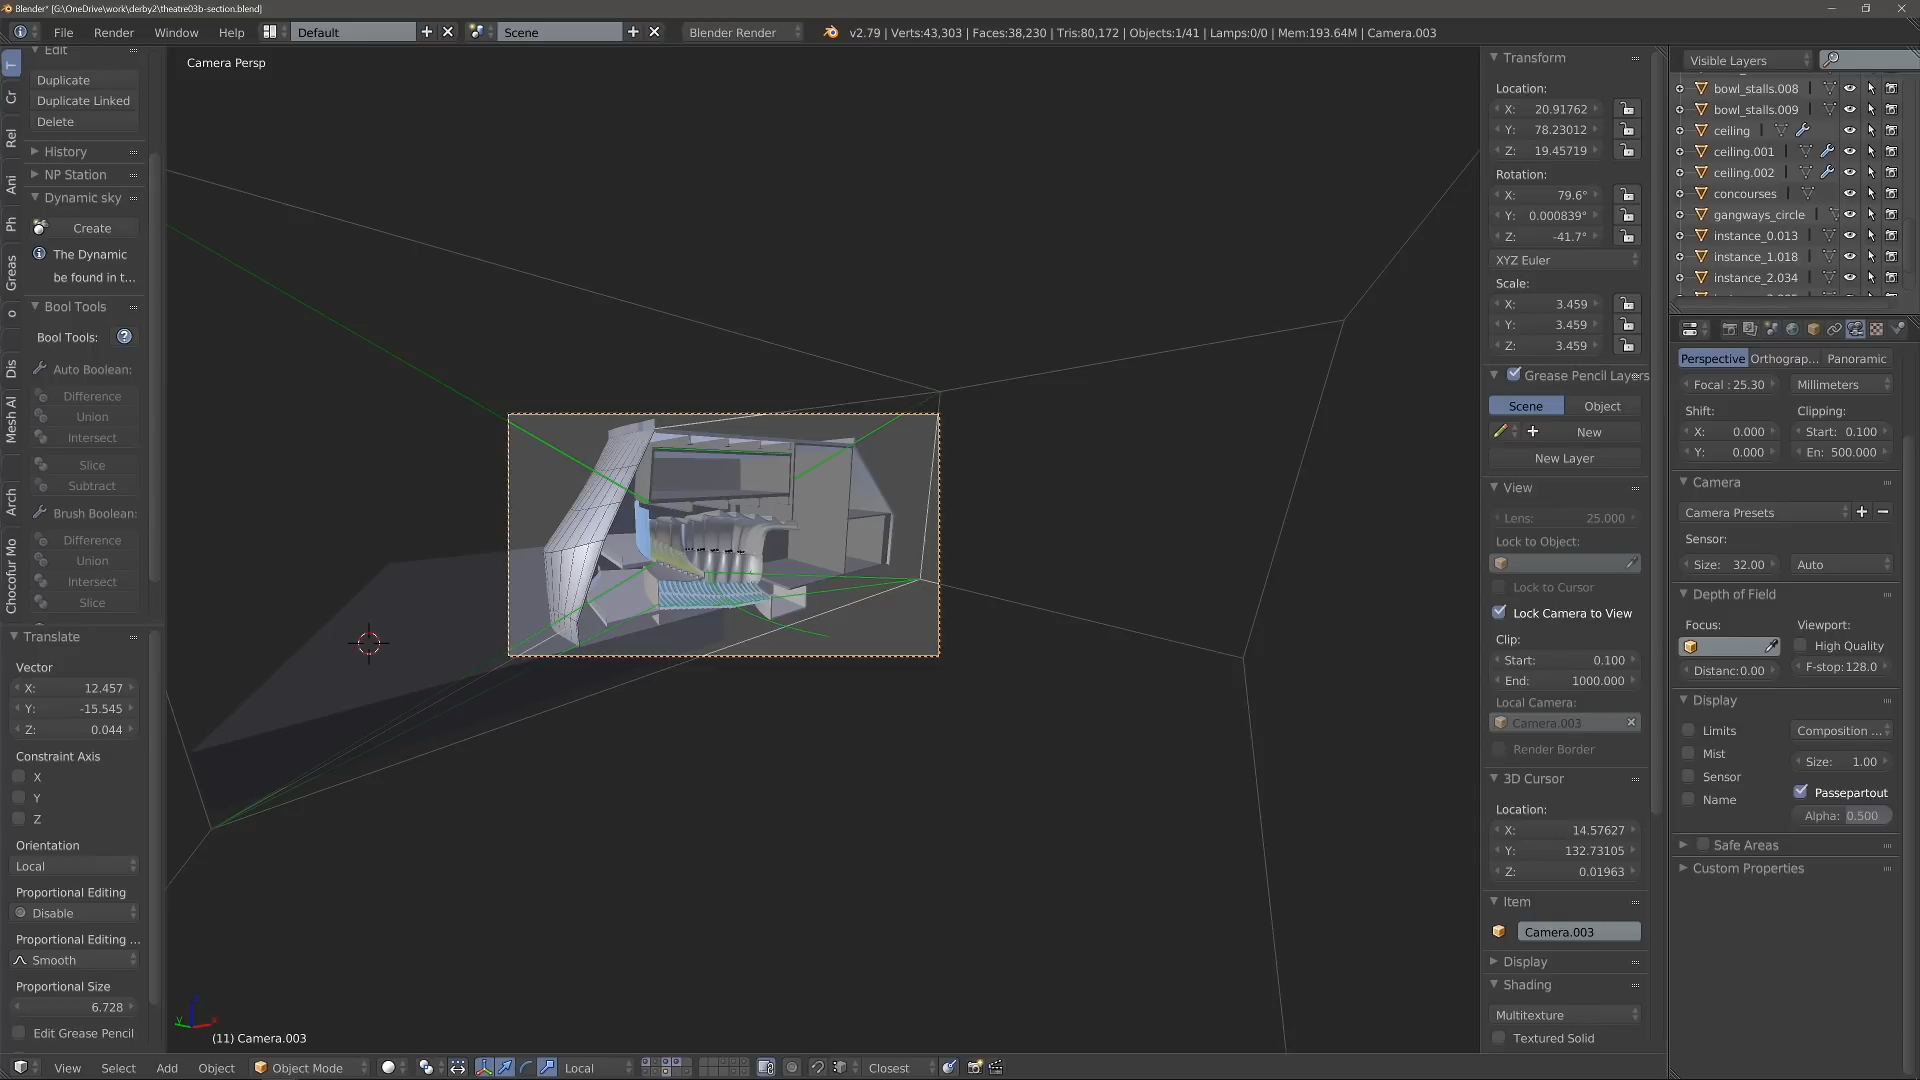 Blender* [G:\OneDrive\work\derby2\theatre03b-section.blend]
File Render Window Help Default Scene Blender Render v2.79 | Verts:43,303 | Faces:38,230 | Tris:80,172 | Objects:1/41 | Lamps:0/0 | Mem:193.64M | Camera.003
Edit
Duplicate
Duplicate Linked
Delete
History
NP Station
Dynamic sky
Create
The Dynamic
be found in t...
Bool Tools
Bool Tools:
Auto Boolean:
Difference
Union
Intersect
Slice
Subtract
Brush Boolean:
Difference
Union
Intersect
Slice
T
Cr
Rel
Ani
Ph
Greas
O
Dis
Mesh Al
Arch
Chocofur Mo
Translate
Vector
X: 12.457
Y: -15.545
Z: 0.044
Constraint Axis
X
Y
Z
Orientation
Local
Proportional Editing
Disable
Proportional Editing ...
Smooth
Proportional Size
6.728
Edit Grease Pencil
Camera Persp
(11) Camera.003
View Select Add Object Object Mode Local Closest
Transform
Location:
X: 20.91762
Y: 78.23012
Z: 19.45719
Rotation:
X: 79.6°
Y: 0.000839°
Z: -41.7°
XYZ Euler
Scale:
X: 3.459
Y: 3.459
Z: 3.459
Grease Pencil Layers
Scene Object
New
New Layer
View
Lens: 25.000
Lock to Object:
Lock to Cursor
Lock Camera to View
Clip:
Start: 0.100
End: 1000.000
Local Camera:
Camera.003
Render Border
3D Cursor
Location:
X: 14.57627
Y: 132.73105
Z: 0.01963
Item
Camera.003
Display
Shading
Multitexture
Textured Solid
Visible Layers
bowl_stalls.008
bowl_stalls.009
ceiling
ceiling.001
ceiling.002
concourses
gangways_circle
instance_0.013
instance_1.018
instance_2.034
Perspective Orthograp... Panoramic
Focal : 25.30 Millimeters
Shift: Clipping:
X: 0.000 Start: 0.100
Y: 0.000 En: 500.000
Camera
Camera Presets
Sensor:
Size: 32.00 Auto
Depth of Field
Focus: Viewport:
High Quality
Distanc:0.00 F-stop:128.0
Display
Limits Composition ...
Mist Size: 1.00
Sensor Passepartout
Name Alpha: 0.500
Safe Areas
Custom Properties